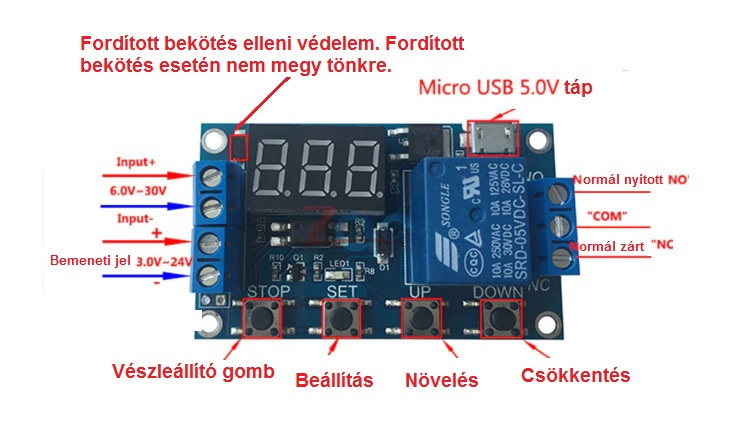 Fordított bekötés elleni védelem. Fordított
bekötés esetén nem megy tönkre.
Micro USB 5.0V táp
Input+
6.0V~30V
Input-
+
Bemeneti jel 3.0V~24V
-
Normál nyitott NO
"COM"
Normál zárt "NC
NC
SONGLE
10A 250VAC 10A 125VAC
10A 30VDC 10A 28VDC
SRD-05VDC-SL-C
CQC
US
R3
R10
Q1
R2
LED1
R8
D1
STOP
SET
UP
DOWN
Vészleállító gomb
Beállítás
Növelés
Csökkentés